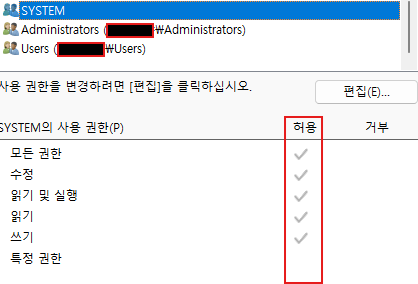 SYSTEM
Administrators (₩Administrators)
Users (₩Users)
사용 권한을 변경하려면 [편집]을 클릭하십시오.
편집(E)...
SYSTEM의 사용 권한(P) 허용 거부
모든 권한
수정
읽기 및 실행
읽기
쓰기
특정 권한